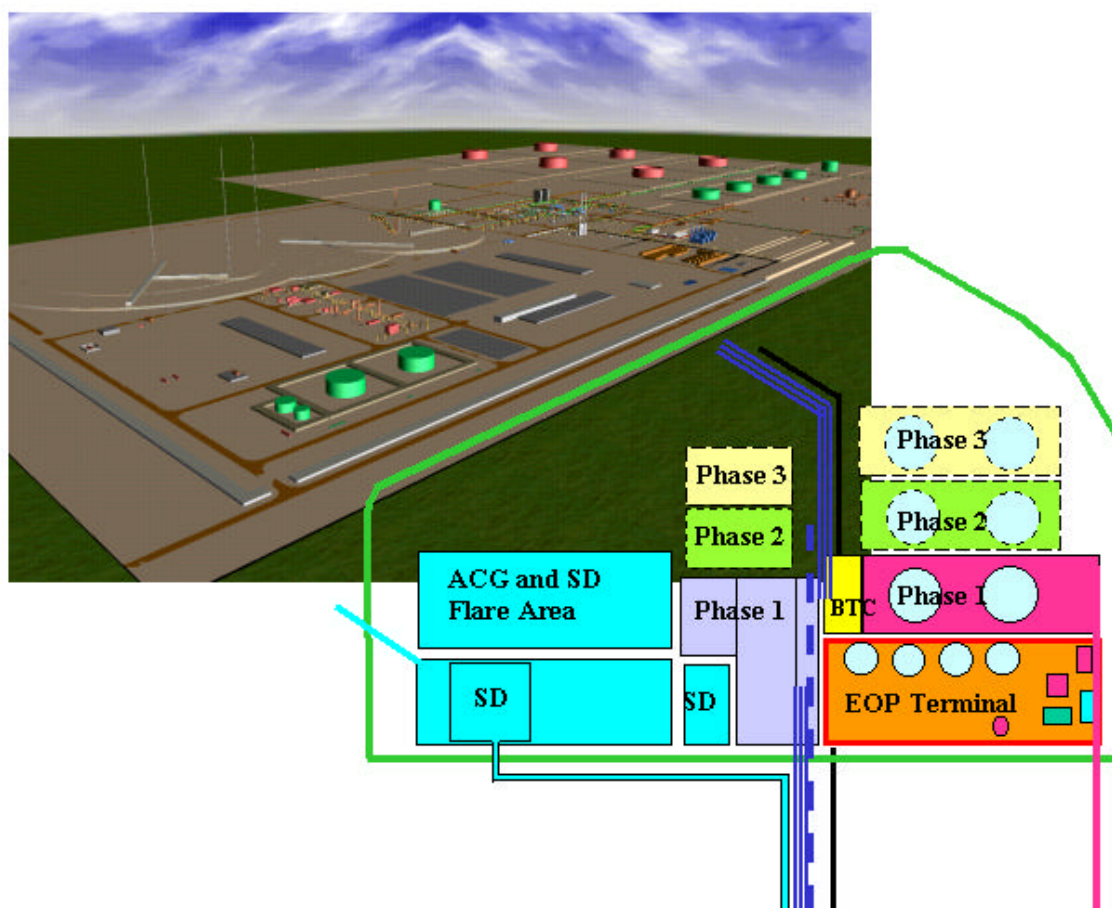 Phase 3
Phase 3
Phase 2
Phase 2
ACG and SD
Flare Area
Phase 1
BTC
Phase 1
SD
SD
EOP Terminal